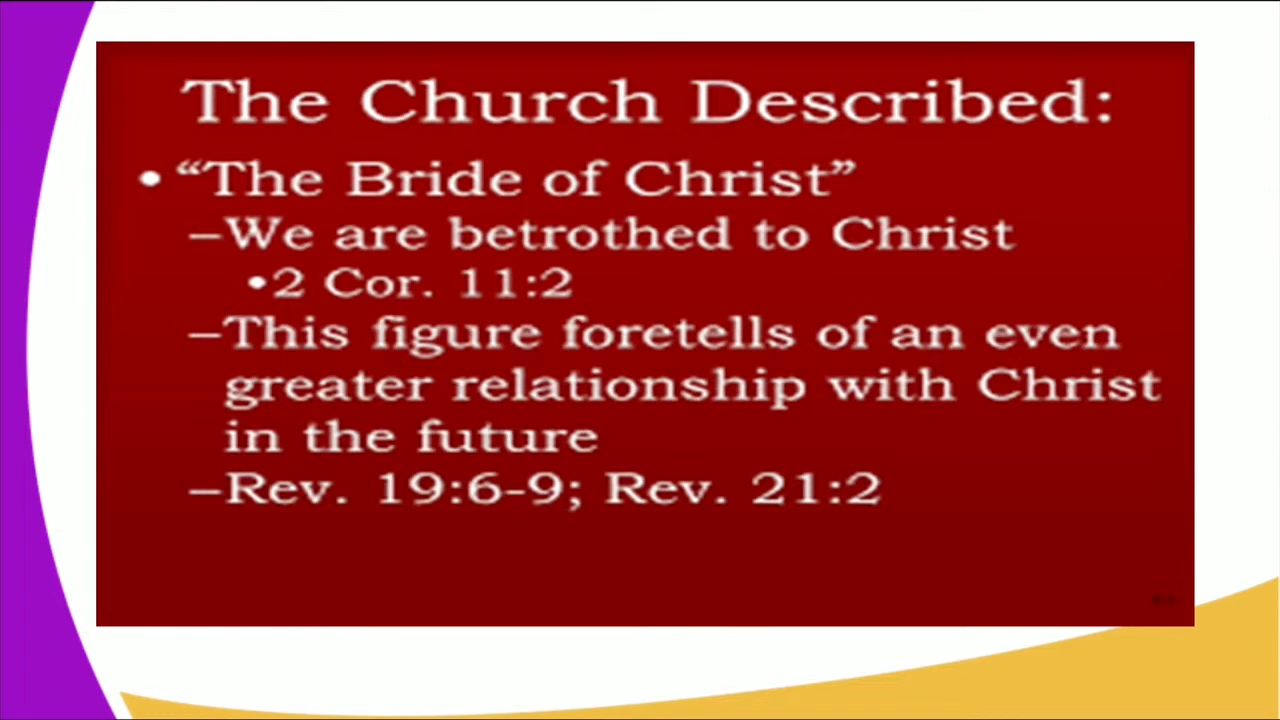 The Church Described:
• “The Bride of Christ”
–We are betrothed to Christ
•2 Cor. 11:2
–This figure foretells of an even
greater relationship with Christ
in the future
–Rev. 19:6-9; Rev. 21:2